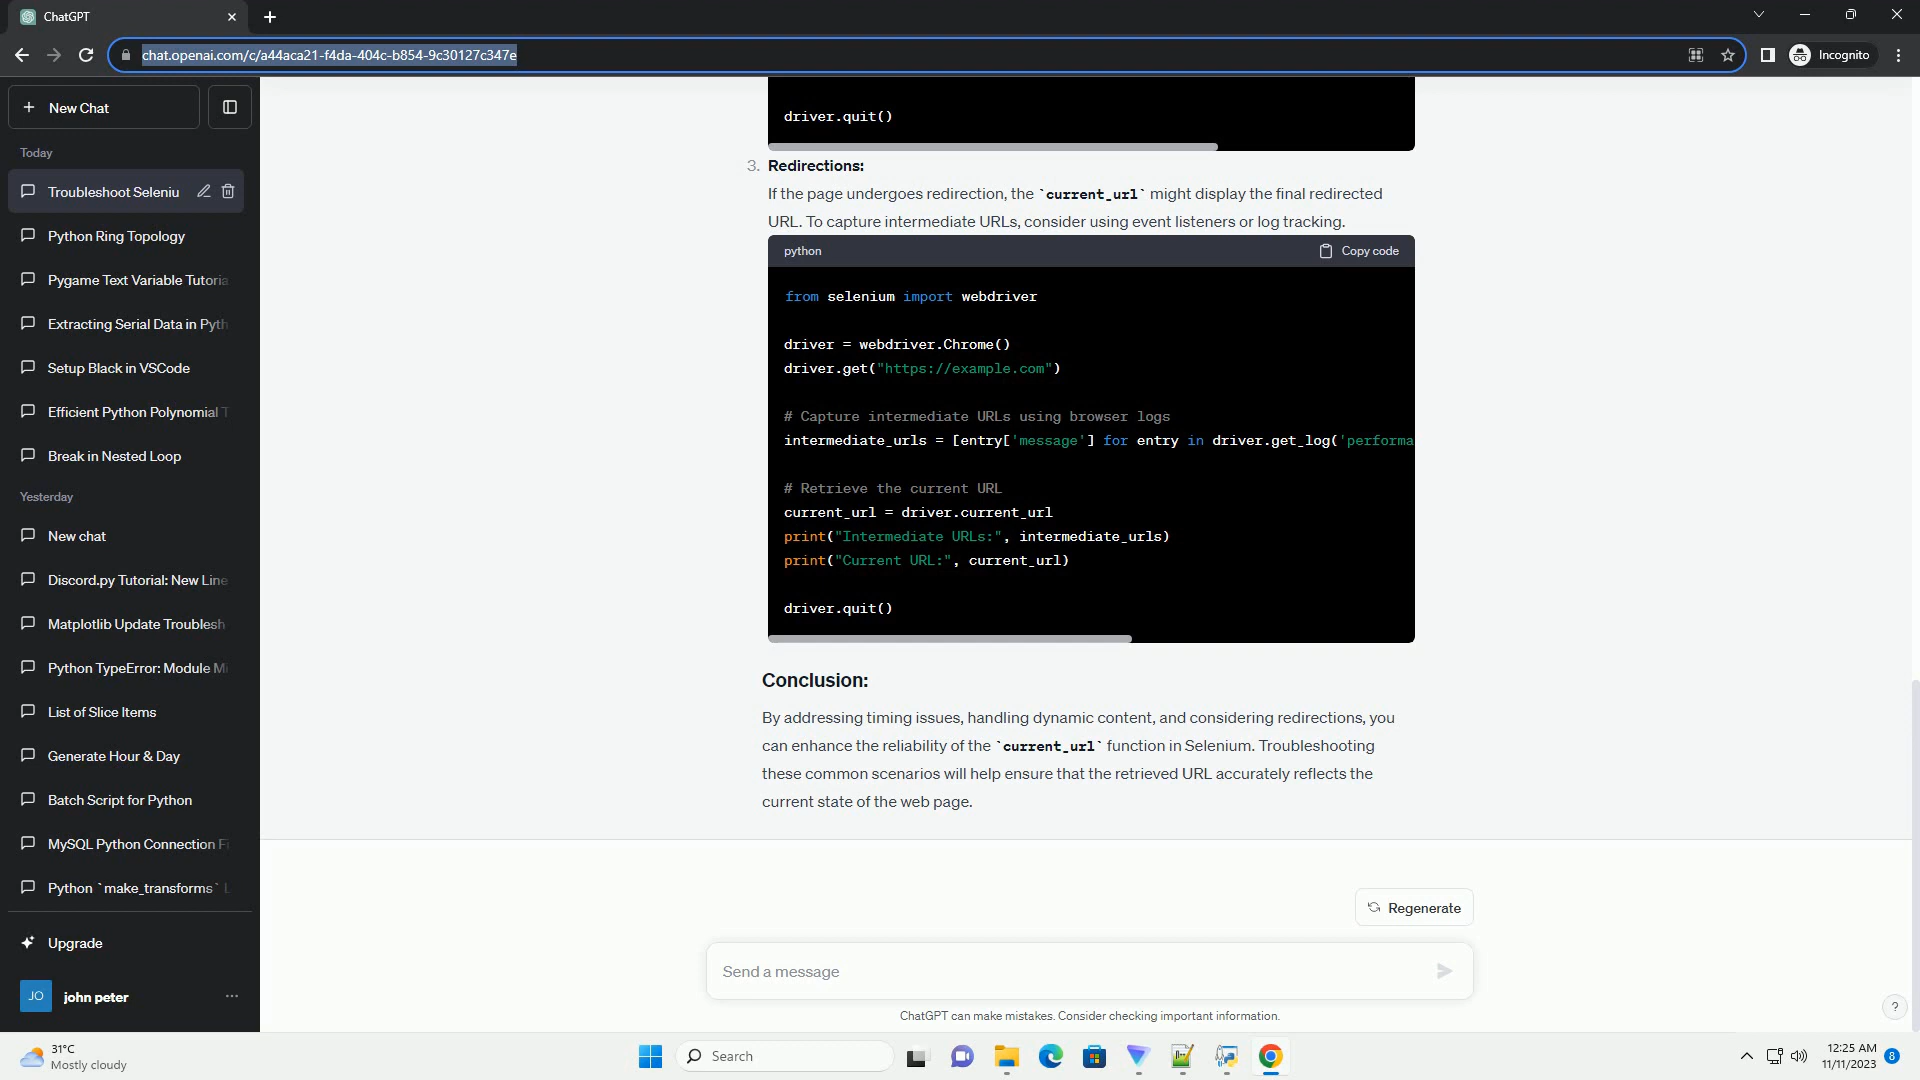 ChatGPT
chat.openai.com/c/a44aca21-f4da-404c-b854-9c30127c347e
Incognito
New Chat
Today
Troubleshoot Seleniu
Python Ring Topology
Pygame Text Variable Tutoria
Extracting Serial Data in Pyth
Setup Black in VSCode
Efficient Python Polynomial T
Break in Nested Loop
Yesterday
New chat
Discord.py Tutorial: New Line
Matplotlib Update Troublesh
Python TypeError: Module Mi
List of Slice Items
Generate Hour & Day
Batch Script for Python
MySQL Python Connection Fi
Python `make_transforms` L
Upgrade
JO john peter
driver.quit()
3. Redirections:
If the page undergoes redirection, the `current_url` might display the final redirected
URL. To capture intermediate URLs, consider using event listeners or log tracking.
python Copy code
from selenium import webdriver
driver = webdriver.Chrome()
driver.get("https://example.com")
# Capture intermediate URLs using browser logs
intermediate_urls = [entry['message'] for entry in driver.get_log('performa
# Retrieve the current URL
current_url = driver.current_url
print("Intermediate URLs:", intermediate_urls)
print("Current URL:", current_url)
driver.quit()
Conclusion:
By addressing timing issues, handling dynamic content, and considering redirections, you
can enhance the reliability of the `current_url` function in Selenium. Troubleshooting
these common scenarios will help ensure that the retrieved URL accurately reflects the
current state of the web page.
Regenerate
Send a message
ChatGPT can make mistakes. Consider checking important information.
?
31°C
Mostly cloudy
Search
12:25 AM
11/11/2023
8